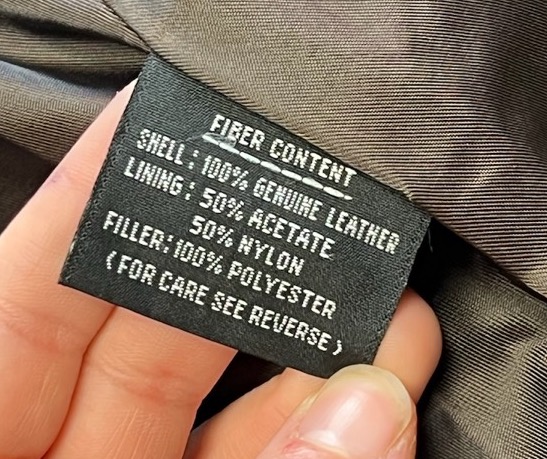 FIBER CONTENT
SHELL : 100% GENUINE LEATHER
LINING : 50% ACETATE
50% NYLON
FILLER: 100% POLYESTER
(FOR CARE SEE REVERSE)